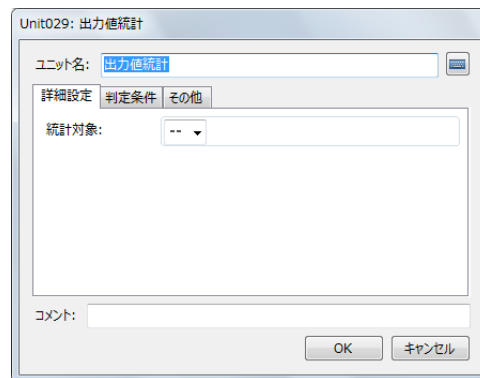 Unit029: 出力値統計
ユニット名: 出力値統計
詳細設定 判定条件 その他
統計対象: --
コメント:
OK キャンセル